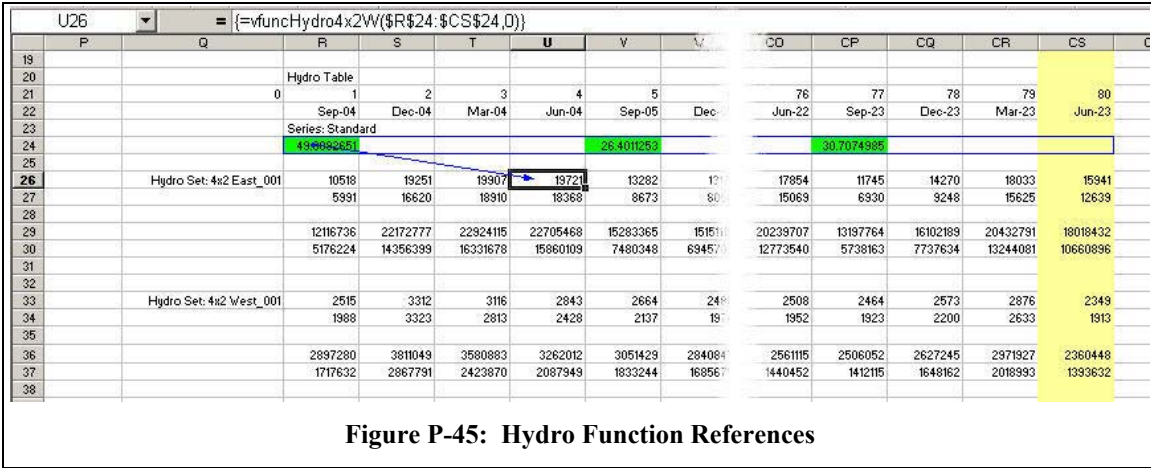 U26 = {=vfuncHydro4x2W($R$24:$CS$24,0)}
P Q R S T U V CO CP CQ CR CS
19
20 Hydro Table
21 0 1 2 3 4 5 76 77 78 79 80
22 Sep-04 Dec-04 Mar-04 Jun-04 Sep-05 Dec- Jun-22 Sep-23 Dec-23 Mar-23 Jun-23
23 Series: Standard
24 26.4011253 30.7074985
25
26 Hydro Set: 4x2 East_001 10518 19251 19907 19721 13282 17854 11745 14270 18033 15941
27 5991 16620 18910 18368 8673 15069 6930 9248 15625 12639
28
29 12116736 22172777 22924115 22705468 15283365 20239707 13197764 16102189 20432791 18018432
30 5176224 14356399 16331678 15860109 7480348 12773540 5738163 7737634 13244081 10660896
31
32
33 Hydro Set: 4x2 West_001 2515 3312 3116 2843 2664 2508 2464 2573 2876 2349
34 1988 3323 2813 2428 2137 1952 1923 2200 2633 1913
35
36 2897280 3811049 3580883 3262012 3051429 2561115 2506052 2627245 2971927 2360448
37 1717632 2867791 2423870 2087949 1833244 1440452 1412115 1648162 2018993 1393632
38
Figure P-45: Hydro Function References